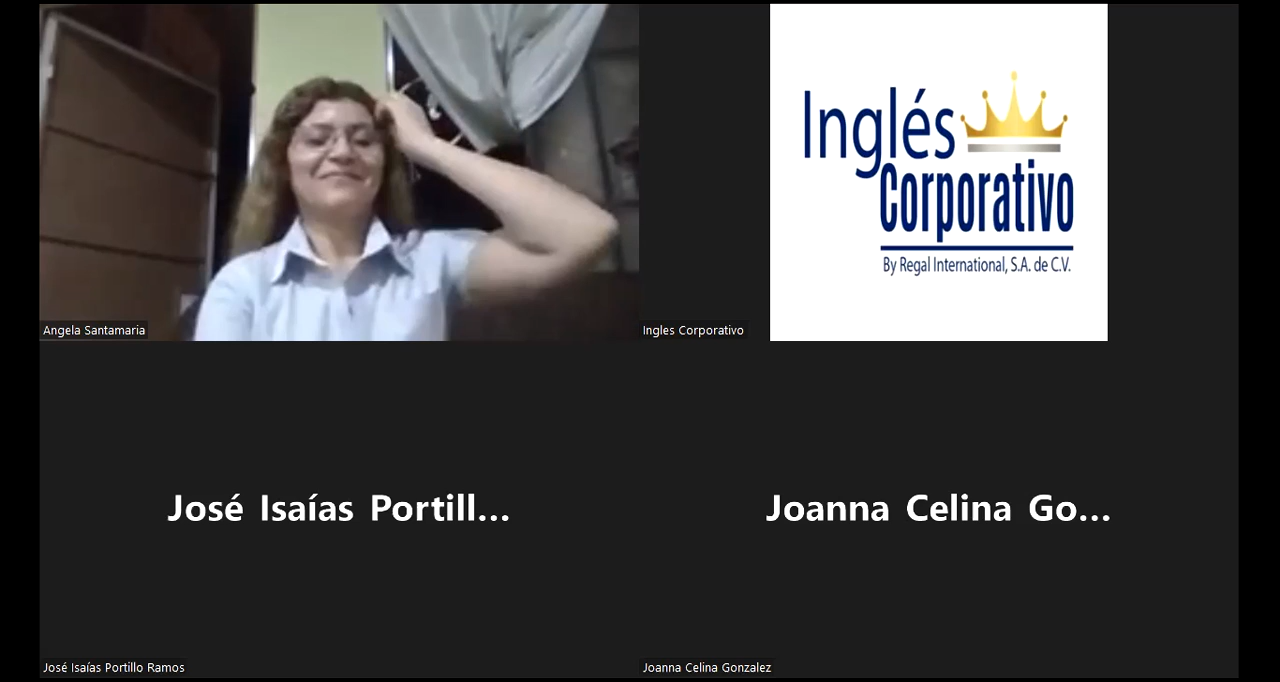 Inglés
Corporativo
By Regal International, S.A. de C.V.
Angela Santamaria
Ingles Corporativo
José Isaías Portill...
Joanna Celina Go...
José Isaías Portillo Ramos
Joanna Celina Gonzalez